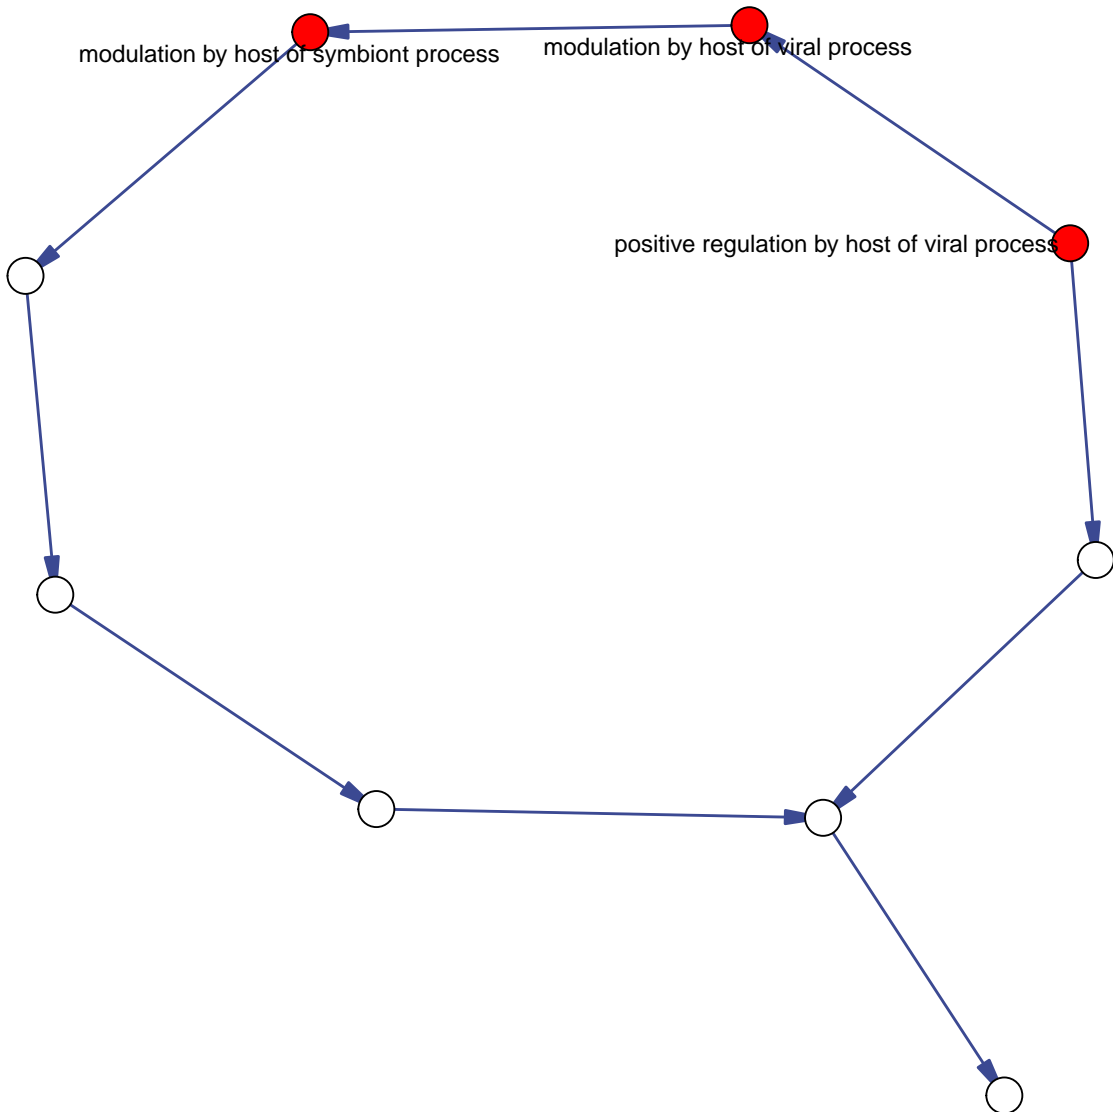 modulation by host of symbiont process
modulation by host of viral process
positive regulation by host of viral process